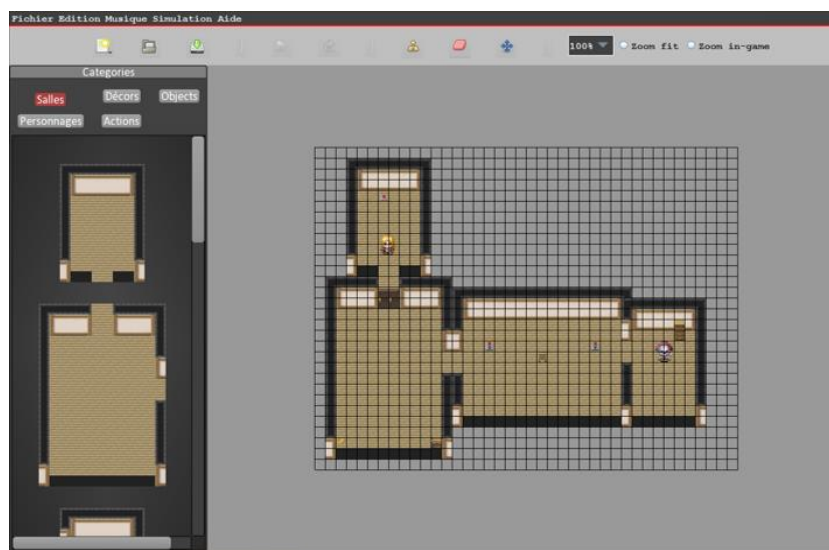 Fichier Edition Musique Simulation Aide
100% Zoom fit Zoom in-game
Categories
Salles Décors Objects
Personnages Actions